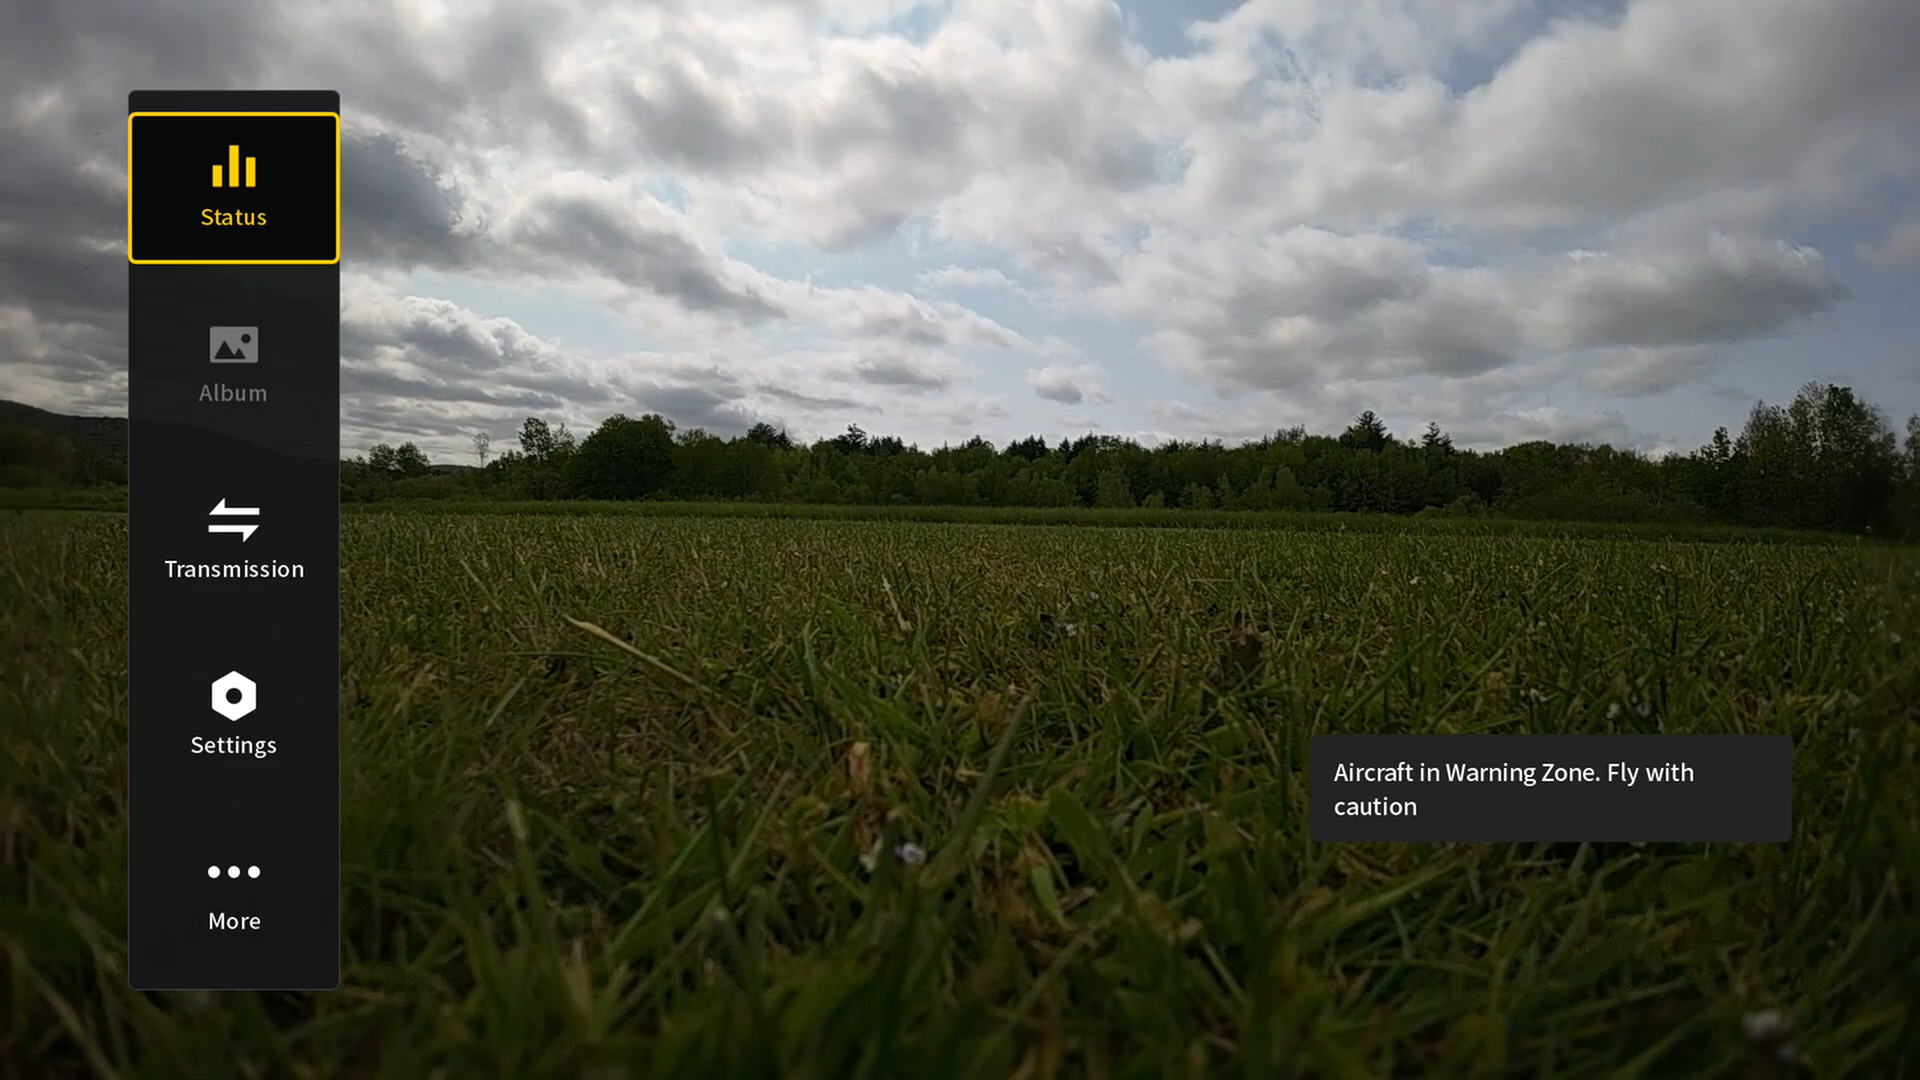 Status
Album
Transmission
Settings
More
Aircraft in Warning Zone. Fly with
caution